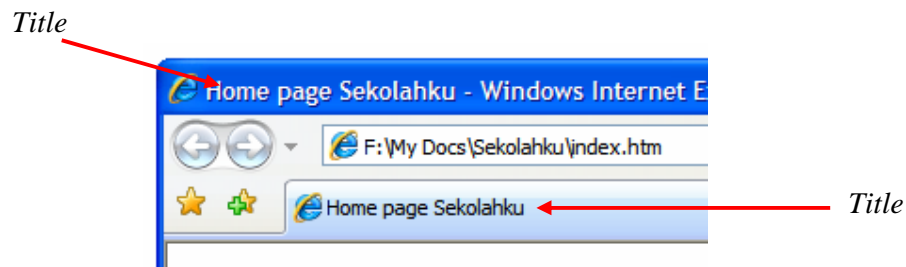 Title
Home page Sekolahku - Windows Internet E
F:\My Docs\Sekolahku\index.htm
Home page Sekolahku
Title